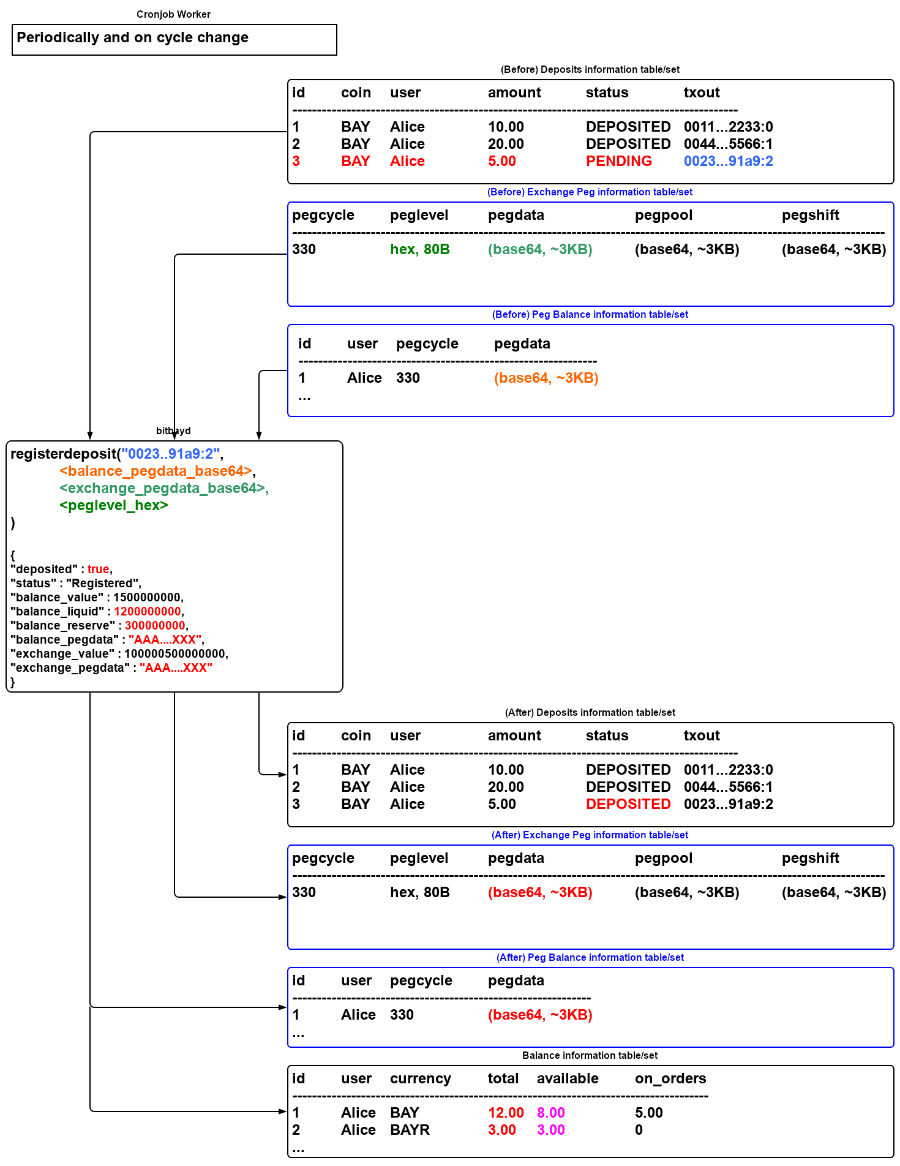 Cronjob Worker
Periodically and on cycle change
(Before) Deposits information table/set
id coin user amount status txout
------------------------------------------------------------------------------------------
1 BAY Alice 10.00 DEPOSITED 0011...2233:0
2 BAY Alice 20.00 DEPOSITED 0044...5566:1
3 BAY Alice 5.00 PENDING 0023...91a9:2
(Before) Exchange Peg information table/set
pegcycle peglevel pegdata pegpool pegshift
------------------------------------------------------------------------------------------
330 hex, 80B (base64, ~3KB) (base64, ~3KB) (base64, ~3KB)
(Before) Peg Balance information table/set
id user pegcycle pegdata
-------------------------------------------------------------
1 Alice 330 (base64, ~3KB)
...
bitbayd
registerdeposit("0023..91a9:2",
<balance_pegdata_base64>,
<exchange_pegdata_base64>,
<peglevel_hex>
)
{
"deposited" : true,
"status" : "Registered",
"balance_value" : 1500000000,
"balance_liquid" : 1200000000,
"balance_reserve" : 300000000,
"balance_pegdata" : "AAA....XXX",
"exchange_value" : 100000500000000,
"exchange_pegdata" : "AAA....XXX"
}
(After) Deposits information table/set
id coin user amount status txout
------------------------------------------------------------------------------------------
1 BAY Alice 10.00 DEPOSITED 0011...2233:0
2 BAY Alice 20.00 DEPOSITED 0044...5566:1
3 BAY Alice 5.00 DEPOSITED 0023...91a9:2
(After) Exchange Peg information table/set
pegcycle peglevel pegdata pegpool pegshift
------------------------------------------------------------------------------------------
330 hex, 80B (base64, ~3KB) (base64, ~3KB) (base64, ~3KB)
(After) Peg Balance information table/set
id user pegcycle pegdata
-------------------------------------------------------------
1 Alice 330 (base64, ~3KB)
...
Balance information table/set
id user currency total available on_orders
-------------------------------------------------------------------------------------
1 Alice BAY 12.00 8.00 5.00
2 Alice BAYR 3.00 3.00 0
...